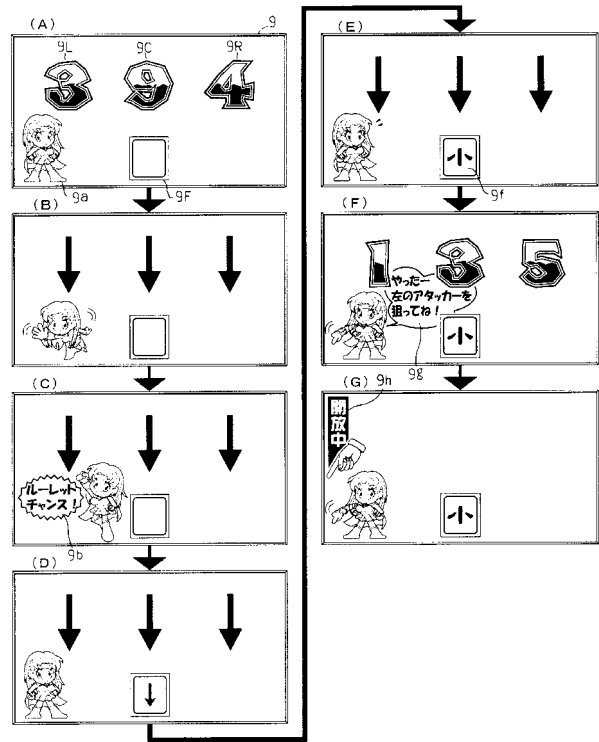 (A)
9
9L 9C 9R
3 9 4
9a
9F
(B)
(C)
ルーレット
チャンス!
9b
(D)
(E)
小
9f
(F)
1 3 5
やったー
左のアタッカーを
狙ってね!
小
9g
(G)
9h
開放中
小